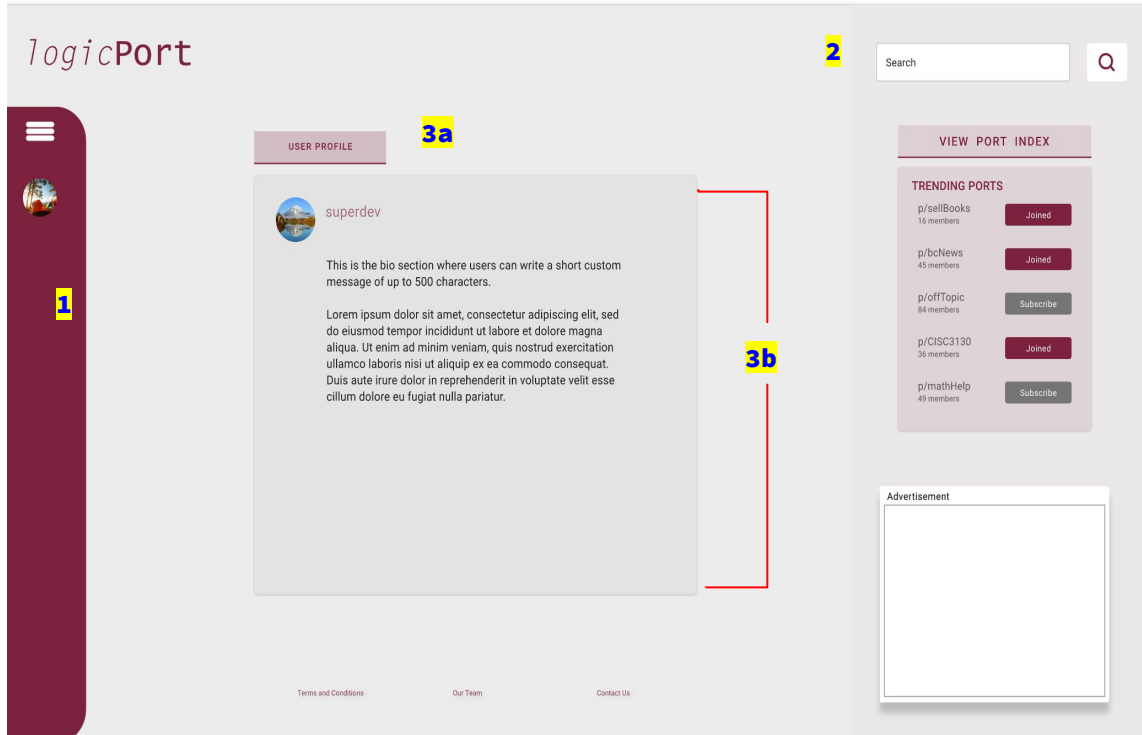 logicPort
2
Search
3a
USER PROFILE
VIEW PORT INDEX
superdev
This is the bio section where users can write a short custom
message of up to 500 characters.
Lorem ipsum dolor sit amet, consectetur adipiscing elit, sed
do eiusmod tempor incididunt ut labore et dolore magna
aliqua. Ut enim ad minim veniam, quis nostrud exercitation
ullamco laboris nisi ut aliquip ex ea commodo consequat.
Duis aute irure dolor in reprehenderit in voluptate velit esse
cillum dolore eu fugiat nulla pariatur.
1
3b
TRENDING PORTS
p/sellBooks
16 members
Joined
p/bcNews
45 members
Joined
p/offTopic
84 members
Subscribe
p/CISC3130
36 members
Joined
p/mathHelp
49 members
Subscribe
Advertisement
Terms and Conditions
Our Team
Contact Us